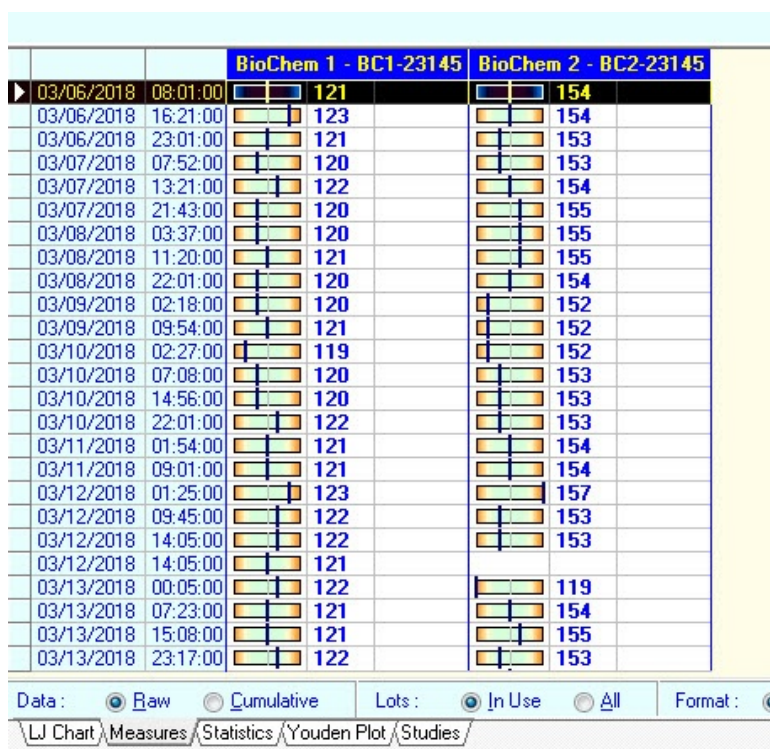 BioChem 1 - BC1-23145 BioChem 2 - BC2-23145
03/06/2018 08:01:00 121 154
03/06/2018 16:21:00 123 154
03/06/2018 23:01:00 121 153
03/07/2018 07:52:00 120 153
03/07/2018 13:21:00 122 154
03/07/2018 21:43:00 120 155
03/08/2018 03:37:00 120 155
03/08/2018 11:20:00 121 155
03/08/2018 22:01:00 120 154
03/09/2018 02:18:00 120 152
03/09/2018 09:54:00 121 152
03/10/2018 02:27:00 119 152
03/10/2018 07:08:00 120 153
03/10/2018 14:56:00 120 153
03/10/2018 22:01:00 122 153
03/11/2018 01:54:00 121 154
03/11/2018 09:01:00 121 154
03/12/2018 01:25:00 123 157
03/12/2018 09:45:00 122 153
03/12/2018 14:05:00 122 153
03/12/2018 14:05:00 121
03/13/2018 00:05:00 122 119
03/13/2018 07:23:00 121 154
03/13/2018 15:08:00 121 155
03/13/2018 23:17:00 122 153
Data : Raw Cumulative Lots : In Use All Format :
LJ Chart Measures Statistics Youden Plot Studies